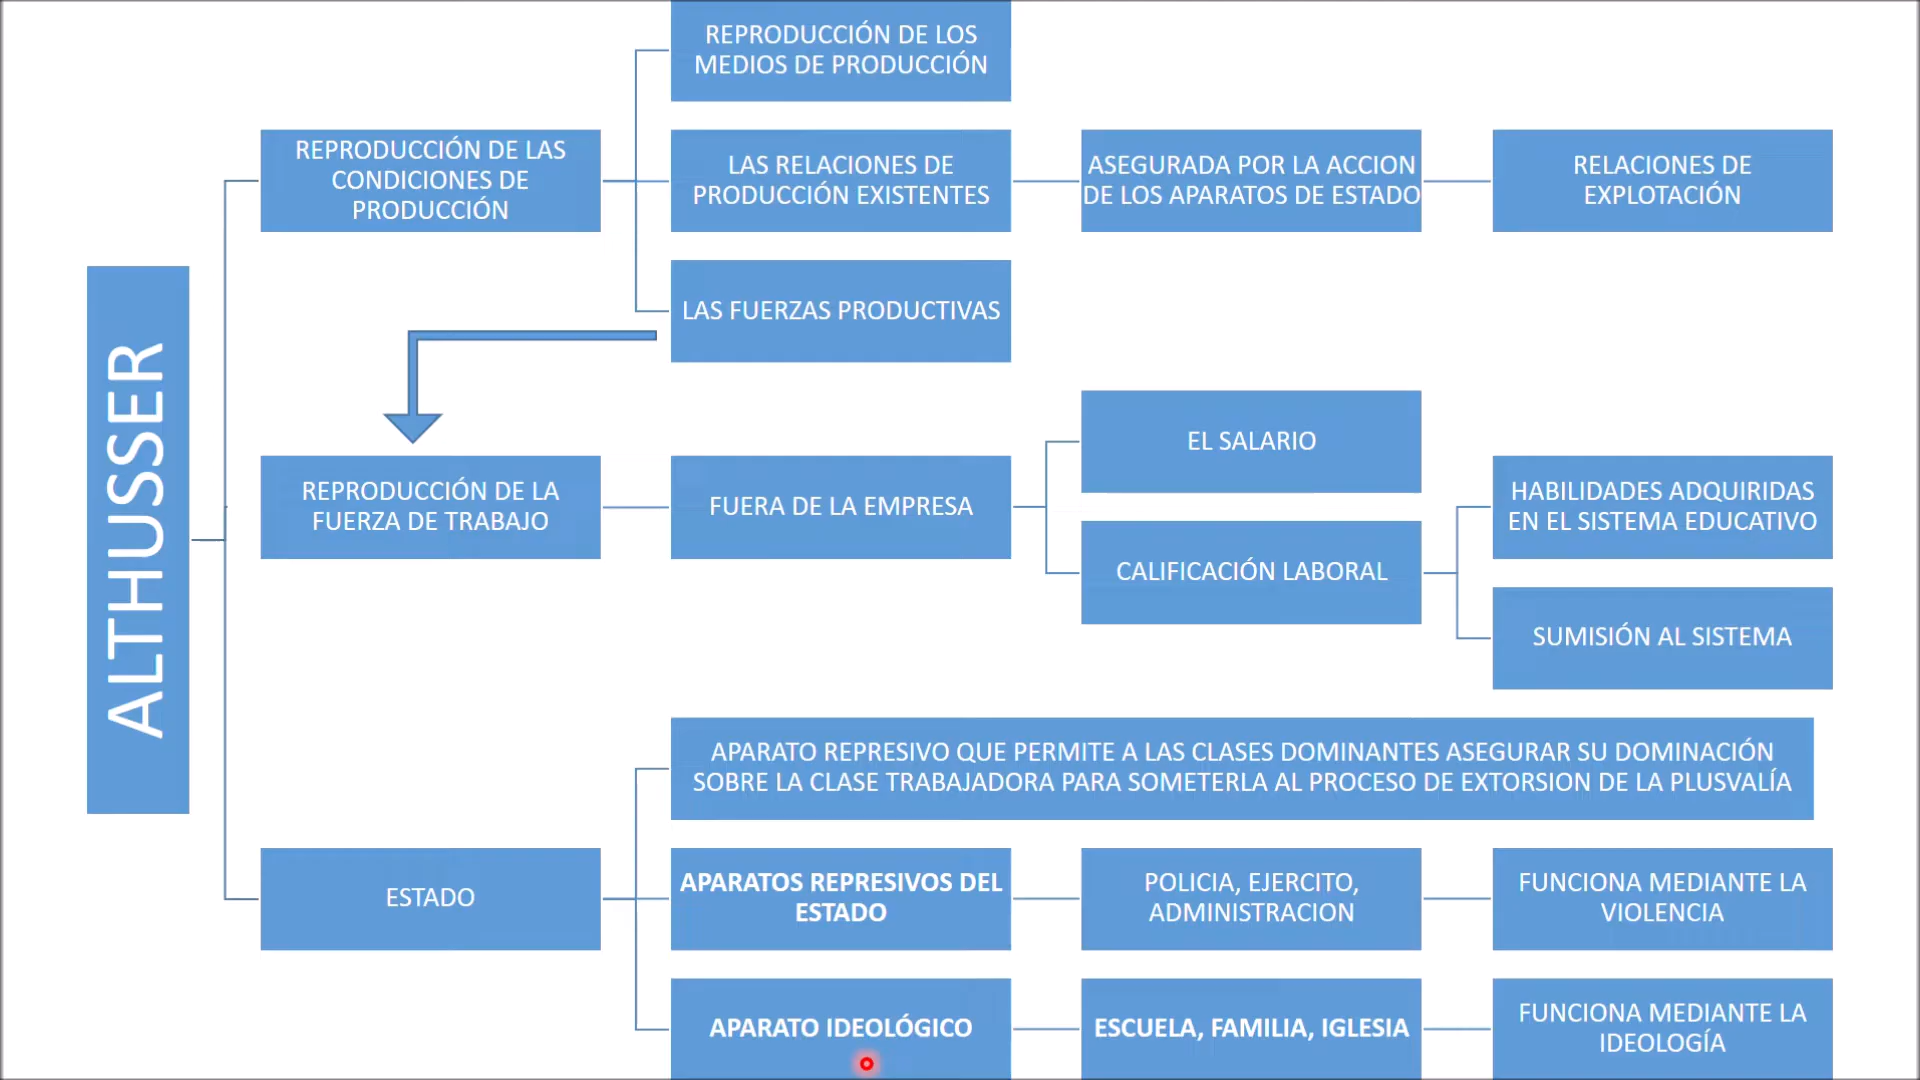 ALTHUSSER
REPRODUCCIÓN DE LAS
CONDICIONES DE
PRODUCCIÓN
REPRODUCCIÓN DE LOS
MEDIOS DE PRODUCCIÓN
LAS RELACIONES DE
PRODUCCIÓN EXISTENTES
ASEGURADA POR LA ACCION
DE LOS APARATOS DE ESTADO
RELACIONES DE
EXPLOTACIÓN
LAS FUERZAS PRODUCTIVAS
REPRODUCCIÓN DE LA
FUERZA DE TRABAJO
FUERA DE LA EMPRESA
EL SALARIO
CALIFICACIÓN LABORAL
HABILIDADES ADQUIRIDAS
EN EL SISTEMA EDUCATIVO
SUMISIÓN AL SISTEMA
ESTADO
APARATO REPRESIVO QUE PERMITE A LAS CLASES DOMINANTES ASEGURAR SU DOMINACIÓN
SOBRE LA CLASE TRABAJADORA PARA SOMETERLA AL PROCESO DE EXTORSION DE LA PLUSVALÍA
APARATOS REPRESIVOS DEL
ESTADO
POLICIA, EJERCITO,
ADMINISTRACION
FUNCIONA MEDIANTE LA
VIOLENCIA
APARATO IDEOLÓGICO
ESCUELA, FAMILIA, IGLESIA
FUNCIONA MEDIANTE LA
IDEOLOGÍA